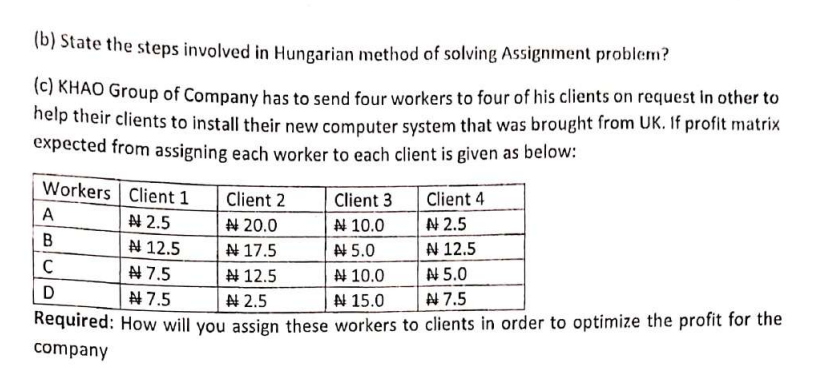 (b) State the steps involved in Hungarian method of solving Assignment problem?
(c) KHAO Group of Company has to send four workers to four of his clients on request in other to
help their clients to install their new computer system that was brought from UK. If profit matrix
expected from assigning each worker to each client is given as below:
Workers Client 1 Client 2 Client 3 Client 4
A ₦ 2.5 ₦ 20.0 ₦ 10.0 ₦ 2.5
B ₦ 12.5 ₦ 17.5 ₦ 5.0 ₦ 12.5
C ₦ 7.5 ₦ 12.5 ₦ 10.0 ₦ 5.0
D ₦ 7.5 ₦ 2.5 ₦ 15.0 ₦ 7.5
Required: How will you assign these workers to clients in order to optimize the profit for the
company